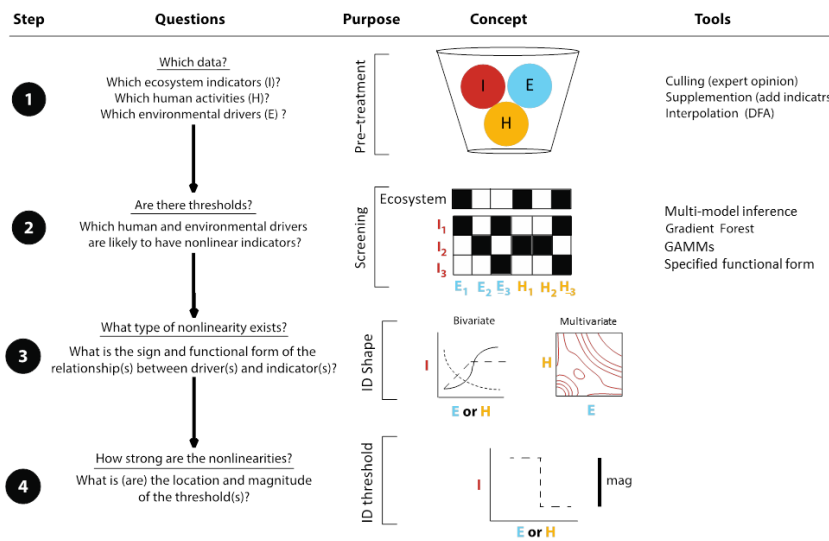 Step Questions Purpose Concept Tools
1
Which data?
Which ecosystem indicators (I)?
Which human activities (H)?
Which environmental drivers (E) ?
Pre-treatment
I E
H
Culling (expert opinion)
Supplemention (add indicatrs
Interpolation (DFA)
2
Are there thresholds?
Which human and environmental drivers
are likely to have nonlinear indicators?
Screening
Ecosystem
I1
I2
I3
E1 E2 E3 H1 H2 H3
Multi-model inference
Gradient Forest
GAMMs
Specified functional form
3
What type of nonlinearity exists?
What is the sign and functional form of the
relationship(s) between driver(s) and indicator(s)?
ID Shape
Bivariate
I
E or H
Multivariate
H
E
4
How strong are the nonlinearities?
What is (are) the location and magnitude
of the threshold(s)?
ID threshold
I
E or H
mag